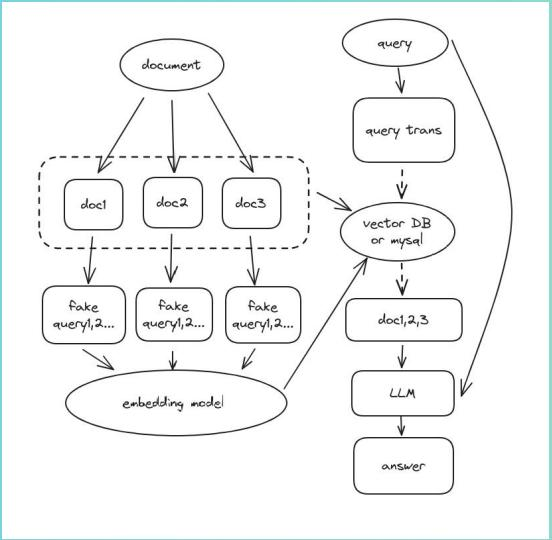 document
query
query trans
doc1
doc2
doc3
vector DB
or mysql
fake
query1,2...
fake
query1,2...
fake
query1,2...
doc1,2,3
embedding model
LLM
answer